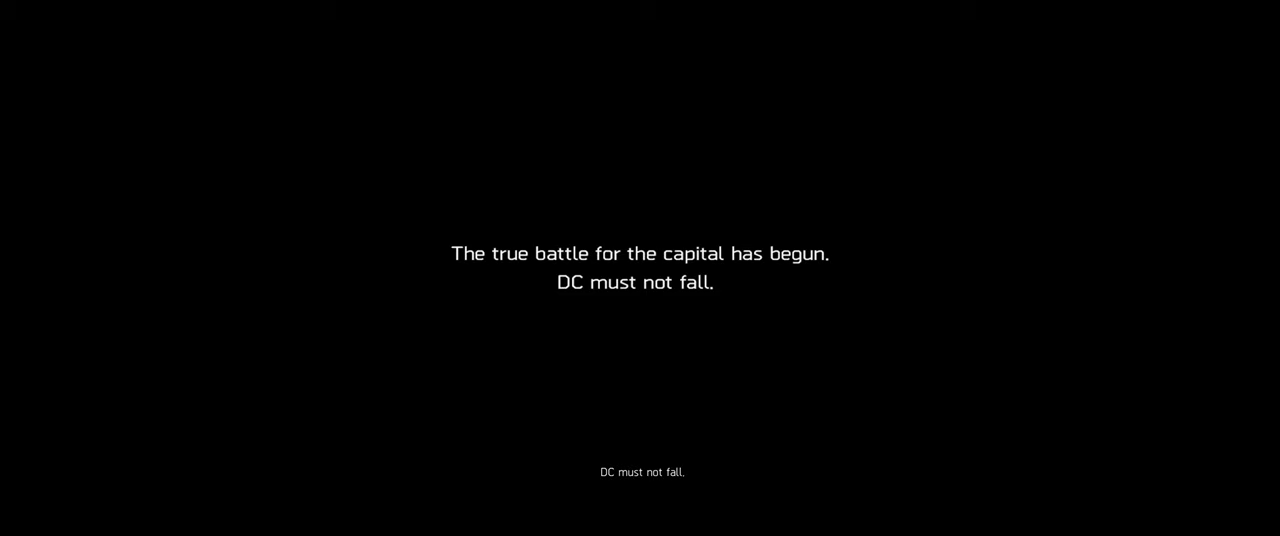 The true battle for the capital has begun.
DC must not fall.
DC must not fall.